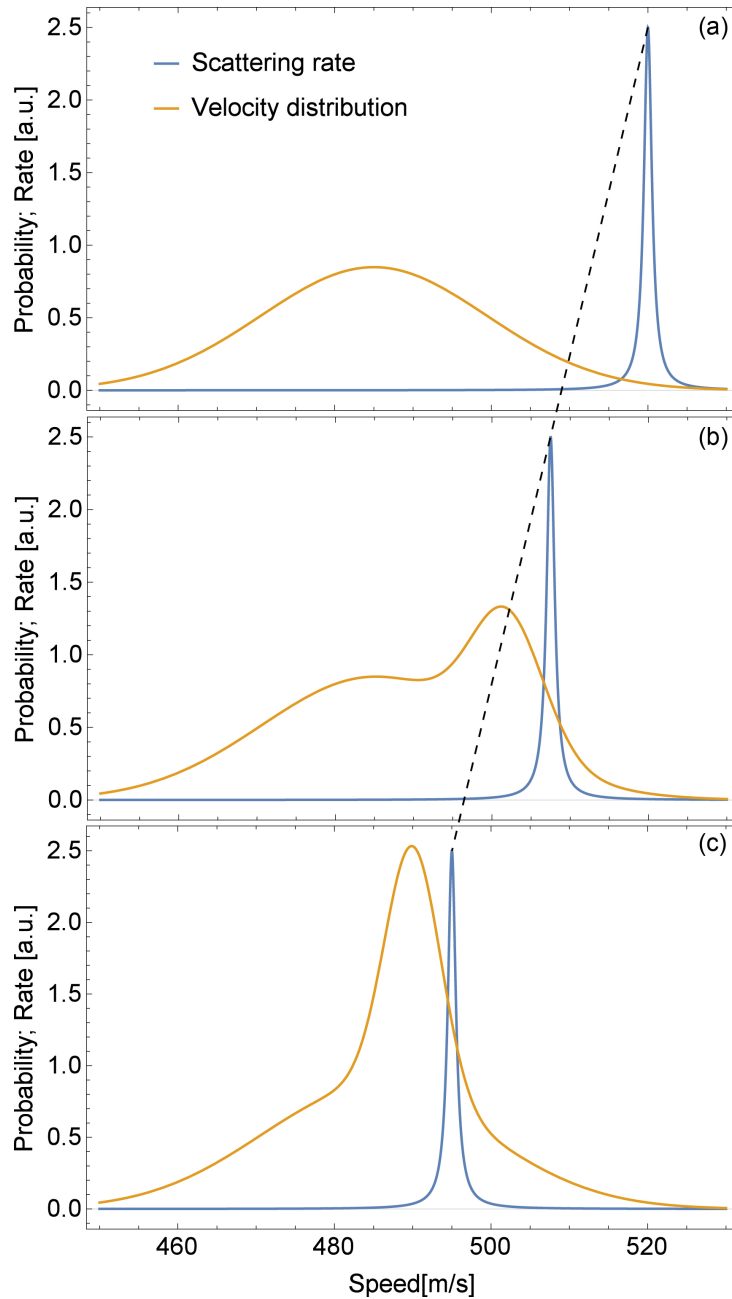 (a)
Scattering rate
Velocity distribution
Probability; Rate [a.u.]
2.5
2.0
1.5
1.0
0.5
0.0
(b)
Probability; Rate [a.u.]
2.5
2.0
1.5
1.0
0.5
0.0
(c)
Probability; Rate [a.u.]
2.5
2.0
1.5
1.0
0.5
0.0
460 480 500 520
Speed[m/s]